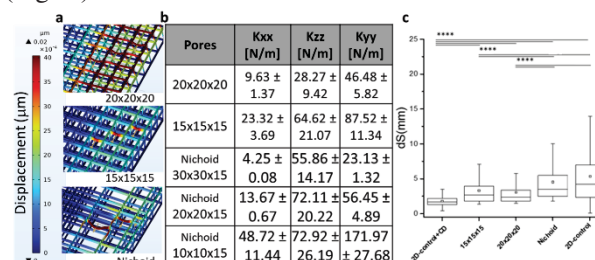 a
b
c
▲ 0.02
×10⁻⁴
40
35
30
25
20
15
10
5
0
▼ 0
Displacement (µm)
20x20x20
15x15x15
Nichoid
Pores Kxx [N/m] Kzz [N/m] Kyy [N/m]
20x20x20 9.63 ± 1.37 28.27 ± 9.42 46.48 ± 5.82
15x15x15 23.32 ± 3.69 64.62 ± 21.07 87.52 ± 11.34
Nichoid 30x30x15 4.25 ± 0.08 55.86 ± 14.17 23.13 ± 1.32
Nichoid 20x20x15 13.67 ± 0.67 72.11 ± 20.22 56.45 ± 4.89
Nichoid 10x10x15 48.72 ± 11.44 72.92 ± 26.19 171.97 ± 27.68
****
****
****
25
20
15
10
5
0
dS(mm)
2D-control+CD
15x15x15
20x20x20
Nichoid
2D-control